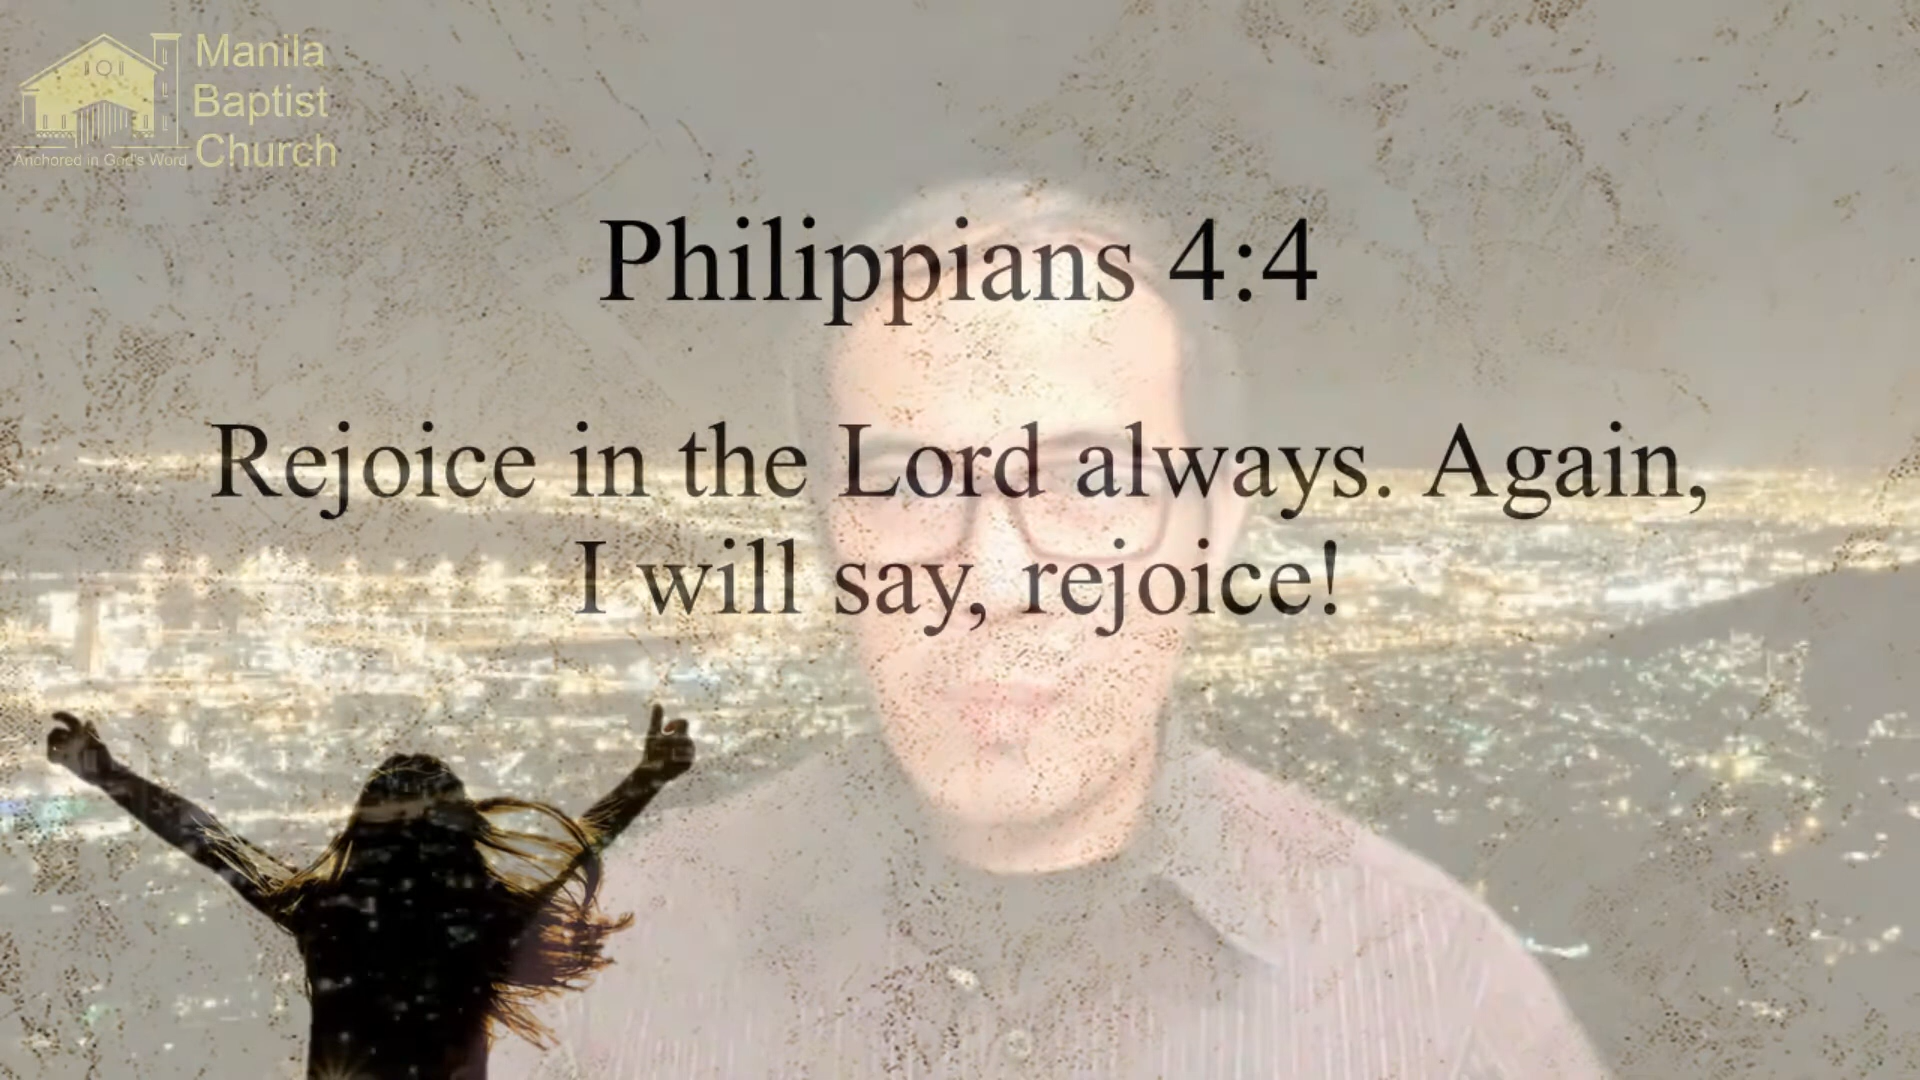 Manila
Baptist
Church
Anchored in God's Word
Philippians 4:4
Rejoice in the Lord always. Again,
I will say, rejoice!